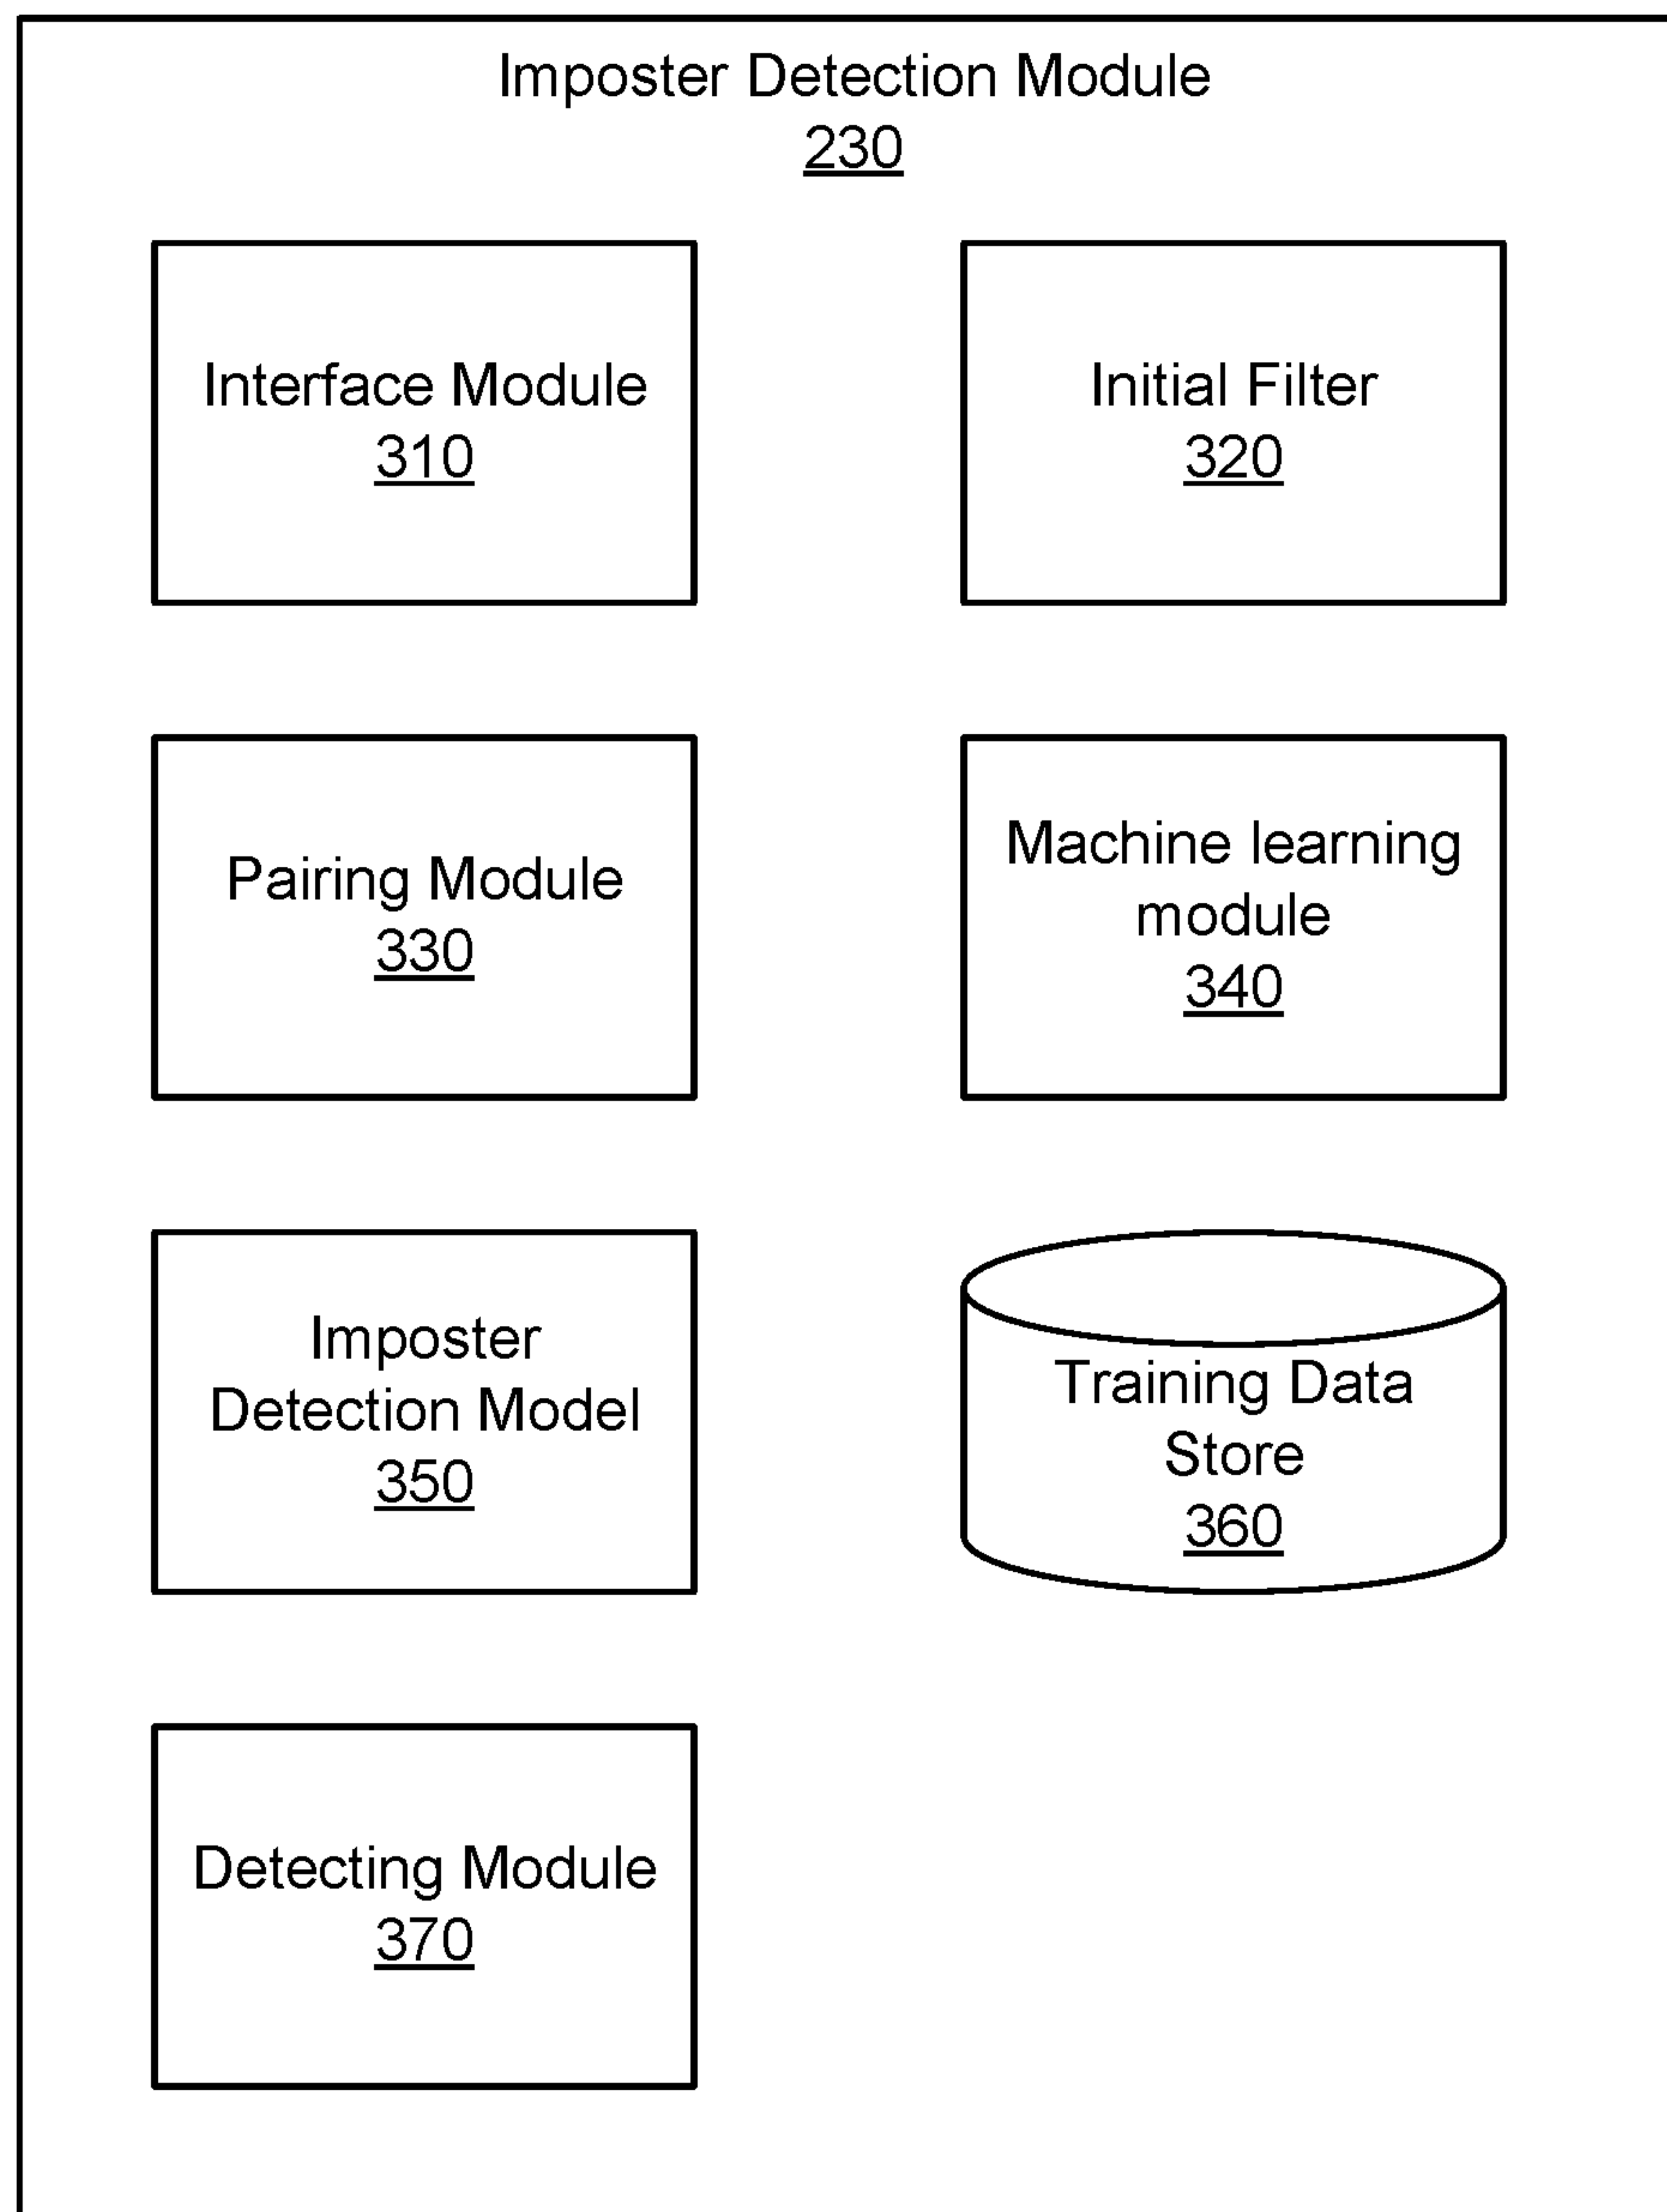 Imposter Detection Module
230
Interface Module
310
Initial Filter
320
Pairing Module
330
Machine learning
module
340
Imposter
Detection Model
350
Training Data
Store
360
Detecting Module
370